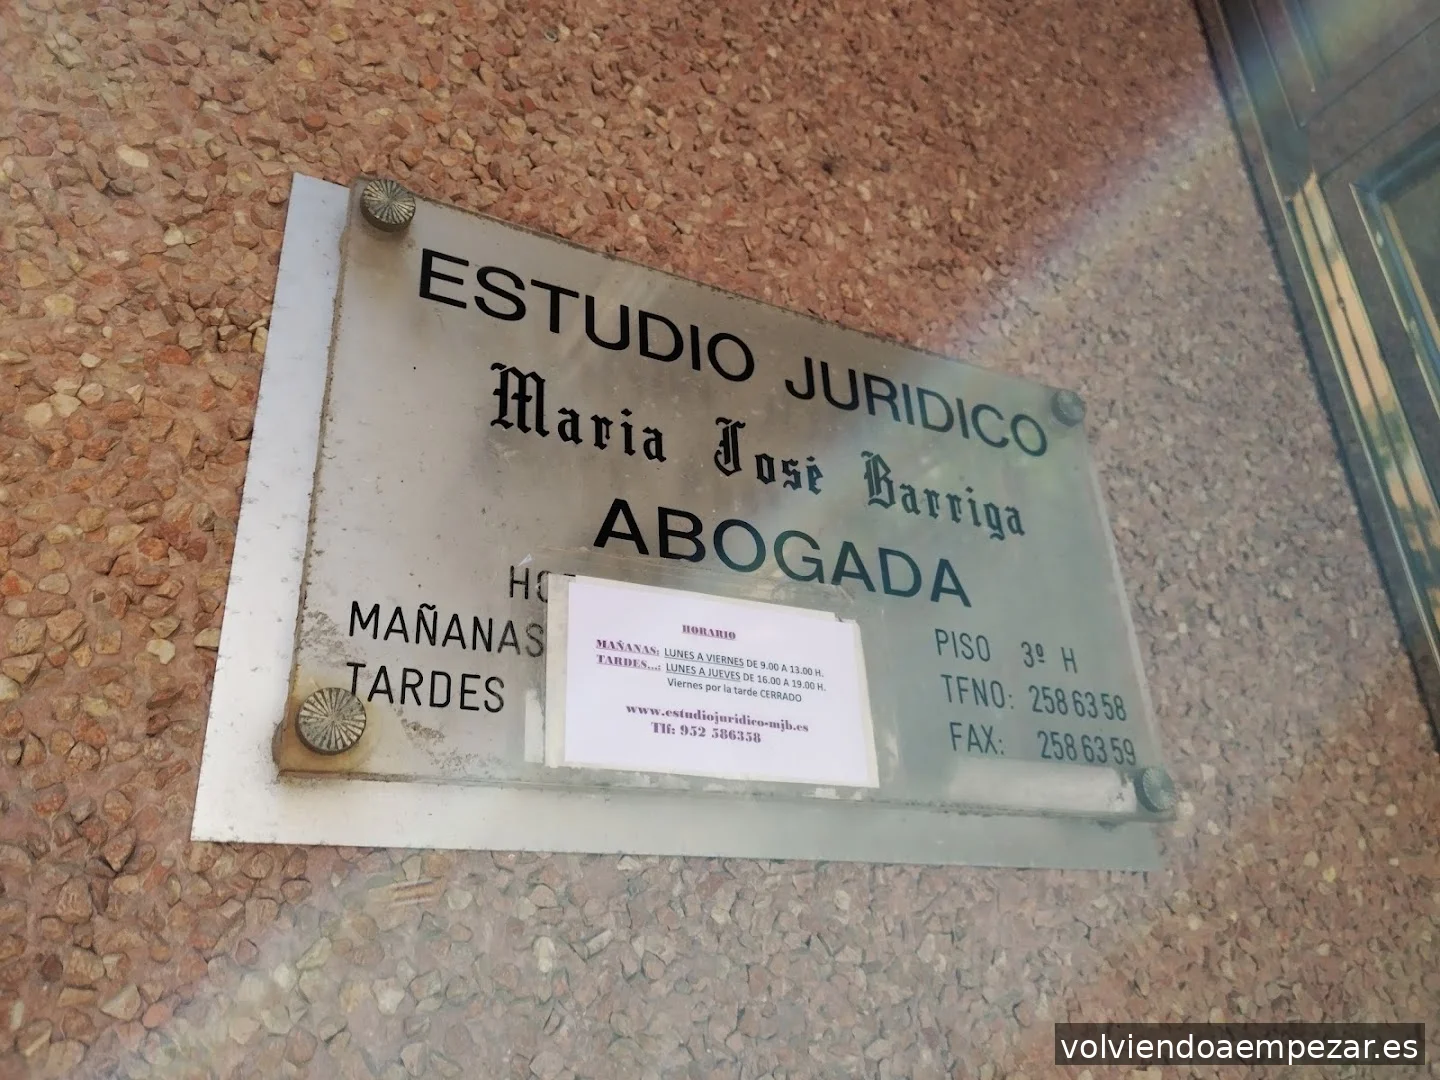 ESTUDIO JURIDICO
Maria José Barriga
ABOGADA
MAÑANAS
TARDES
HORARIO
MAÑANAS: LUNES A VIERNES DE 9.00 A 13.00 H.
TARDES...: LUNES A JUEVES DE 16.00 A 19.00 H.
Viernes por la tarde CERRADO
www.estudiojuridico-mjb.es
Tlf: 952 586358
PISO 3º H
TFNO: 258 63 58
FAX: 258 63 59
volviendoaempezar.es